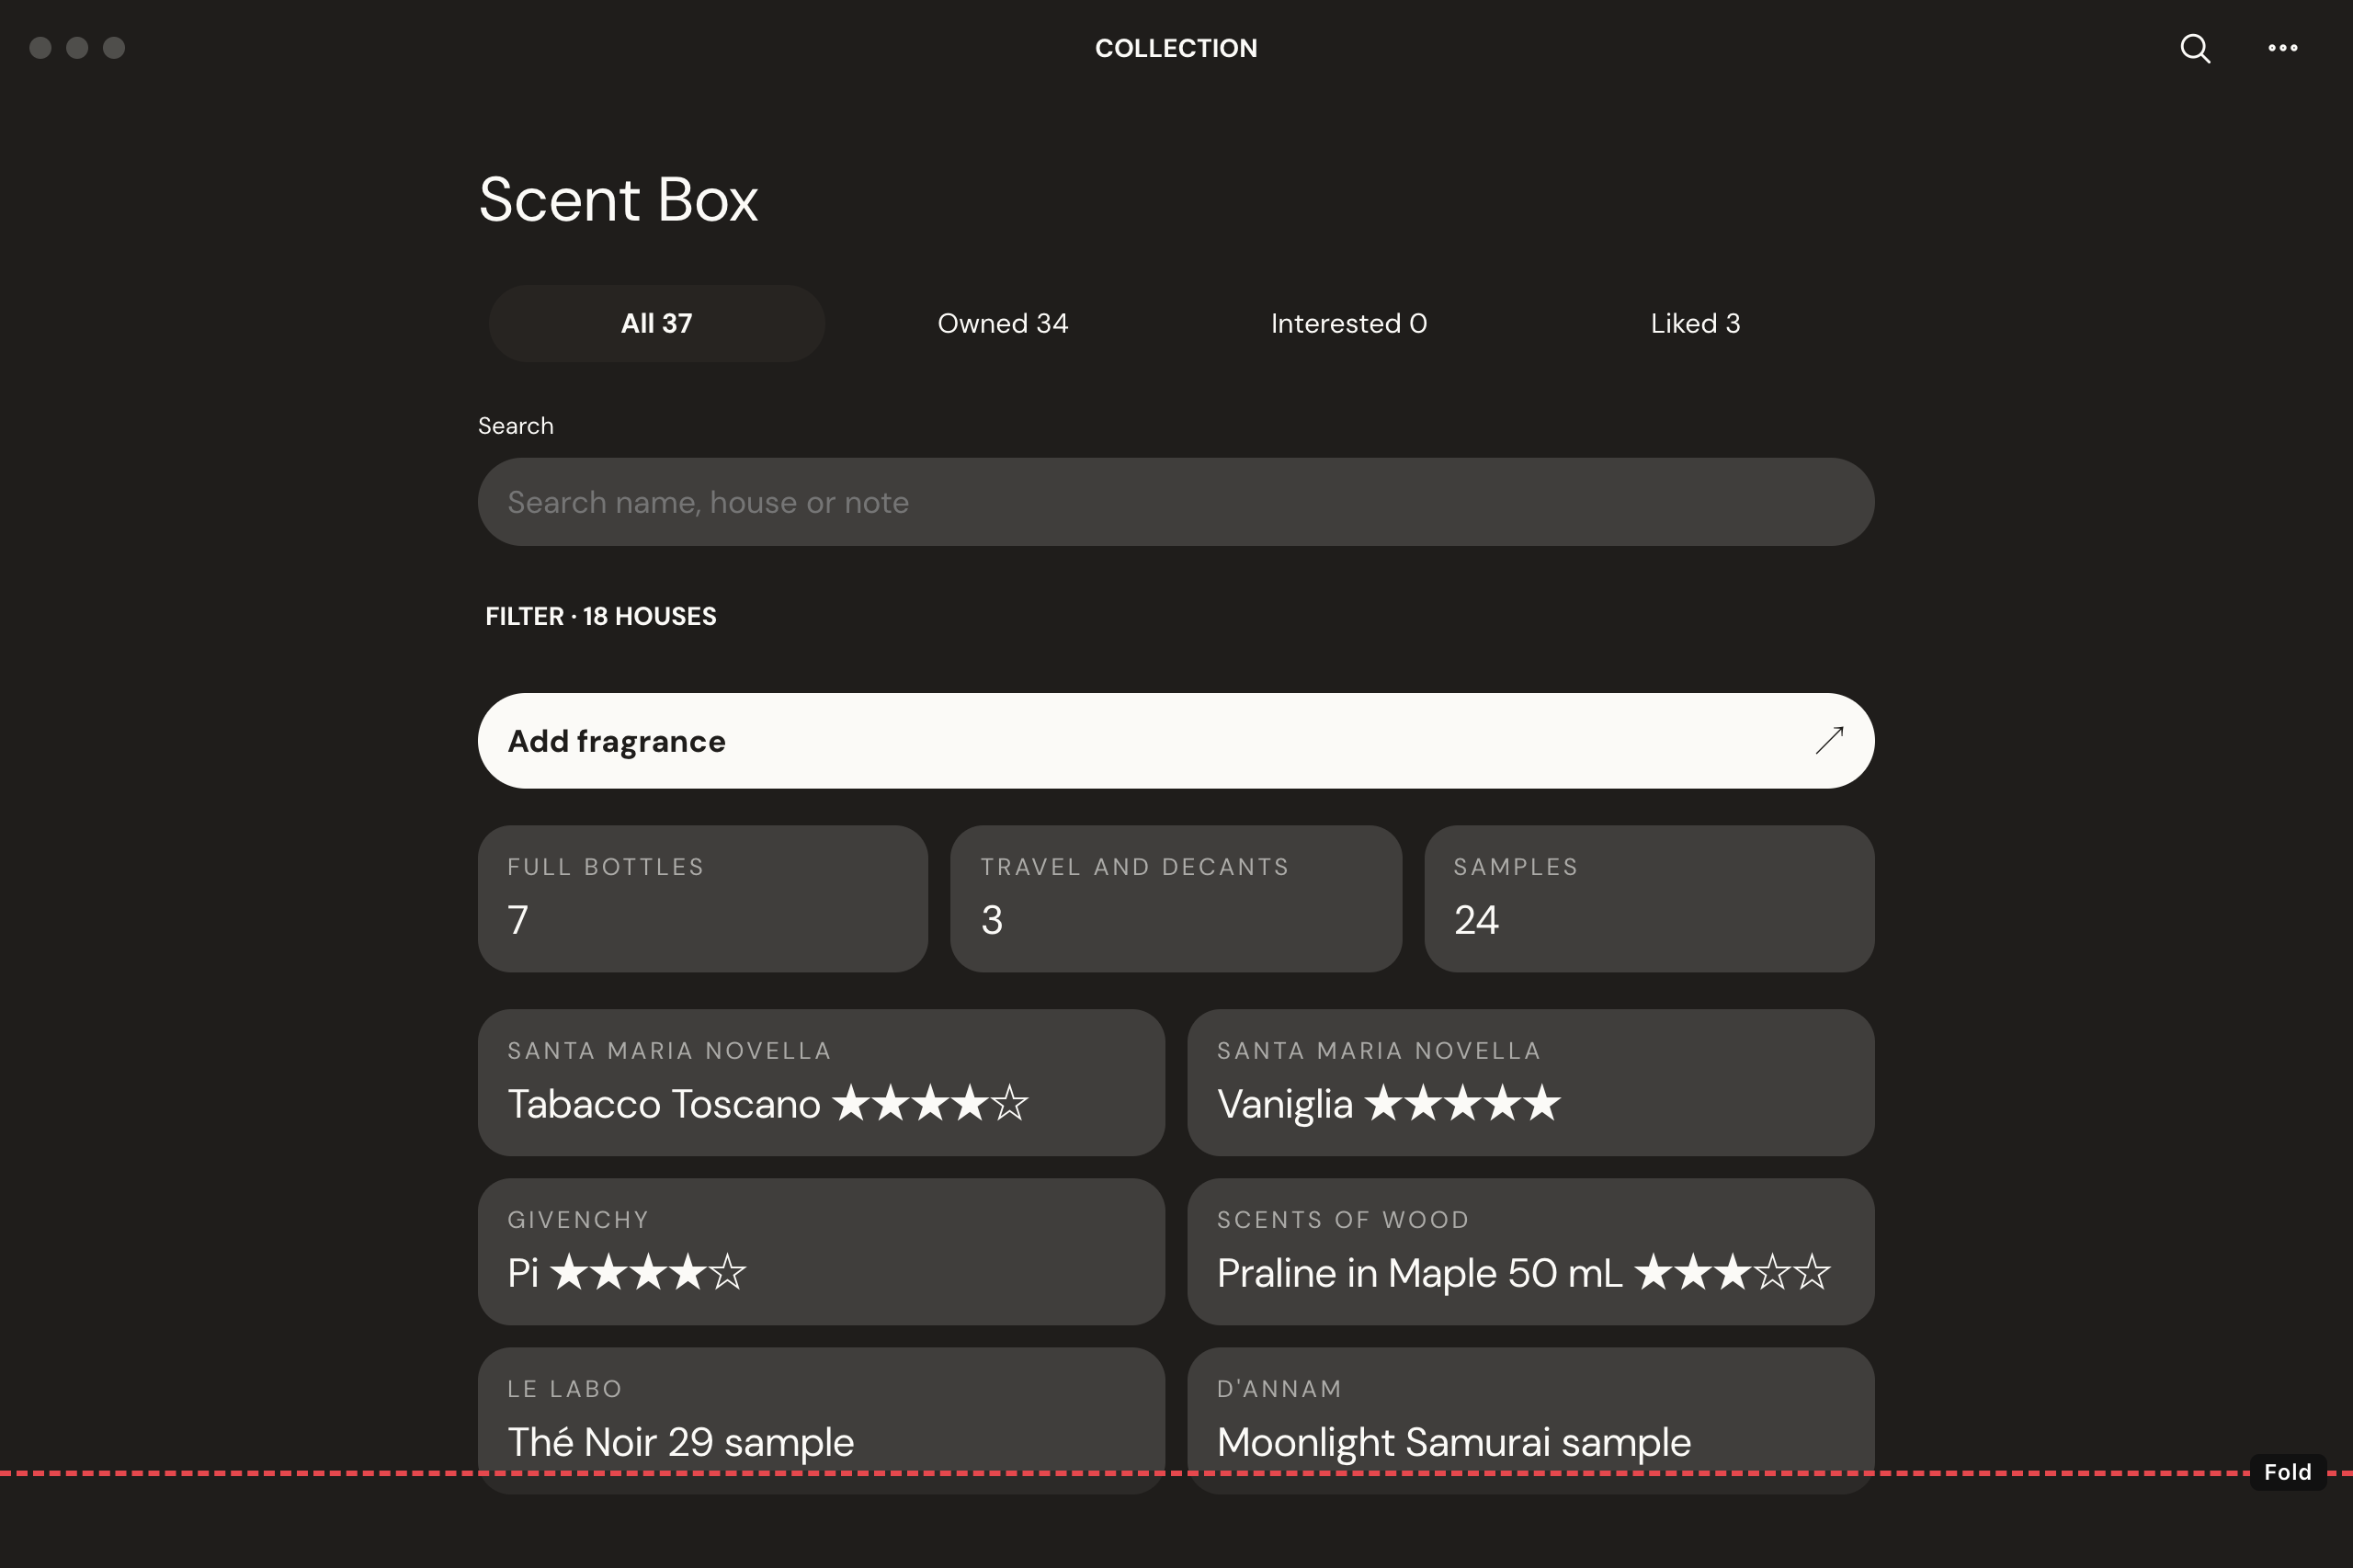 COLLECTION
Scent Box
All 37
Owned 34
Interested 0
Liked 3
Search
Search name, house or note
FILTER · 18 HOUSES
Add fragrance ↗
FULL BOTTLES
7
TRAVEL AND DECANTS
3
SAMPLES
24
SANTA MARIA NOVELLA
Tabacco Toscano ★★★★☆
SANTA MARIA NOVELLA
Vaniglia ★★★★★
GIVENCHY
Pi ★★★★☆
SCENTS OF WOOD
Praline in Maple 50 mL ★★★☆☆
LE LABO
Thé Noir 29 sample
D'ANNAM
Moonlight Samurai sample
Fold